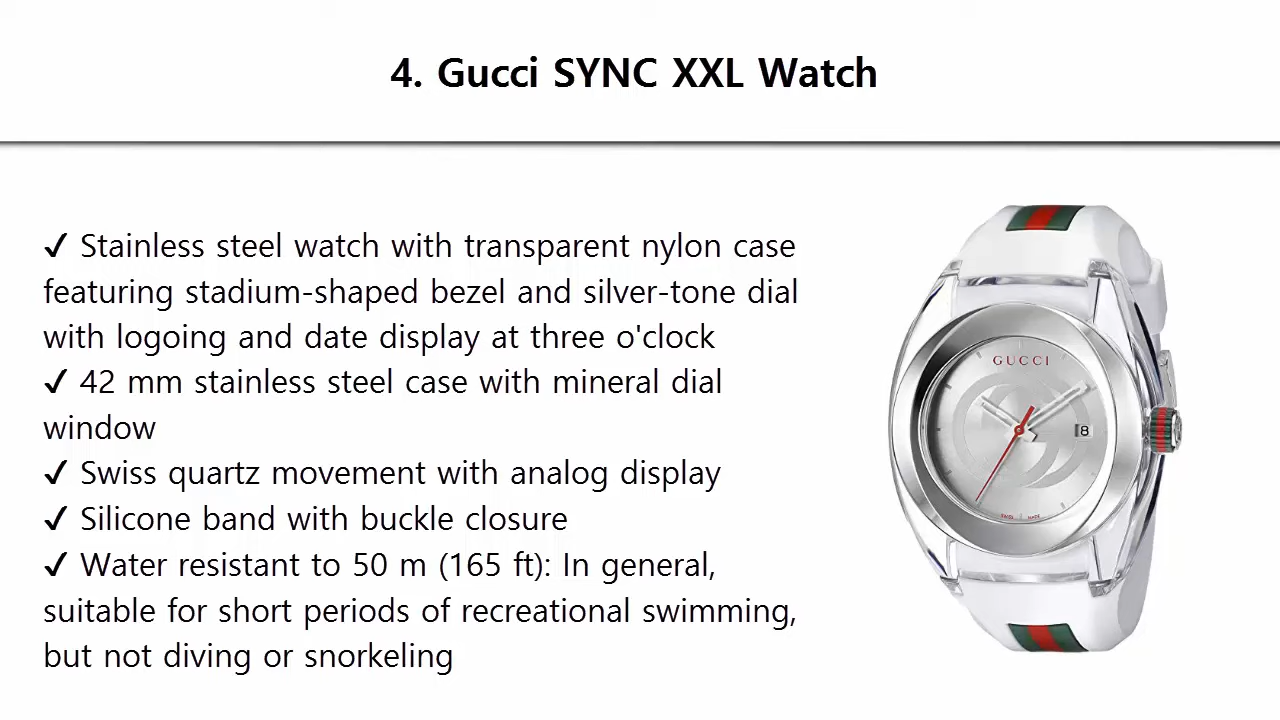 4. Gucci SYNC XXL Watch
✔ Stainless steel watch with transparent nylon case
featuring stadium-shaped bezel and silver-tone dial
with logoing and date display at three o'clock
✔ 42 mm stainless steel case with mineral dial
window
✔ Swiss quartz movement with analog display
✔ Silicone band with buckle closure
✔ Water resistant to 50 m (165 ft): In general,
suitable for short periods of recreational swimming,
but not diving or snorkeling
GUCCI
8
SWISS MADE